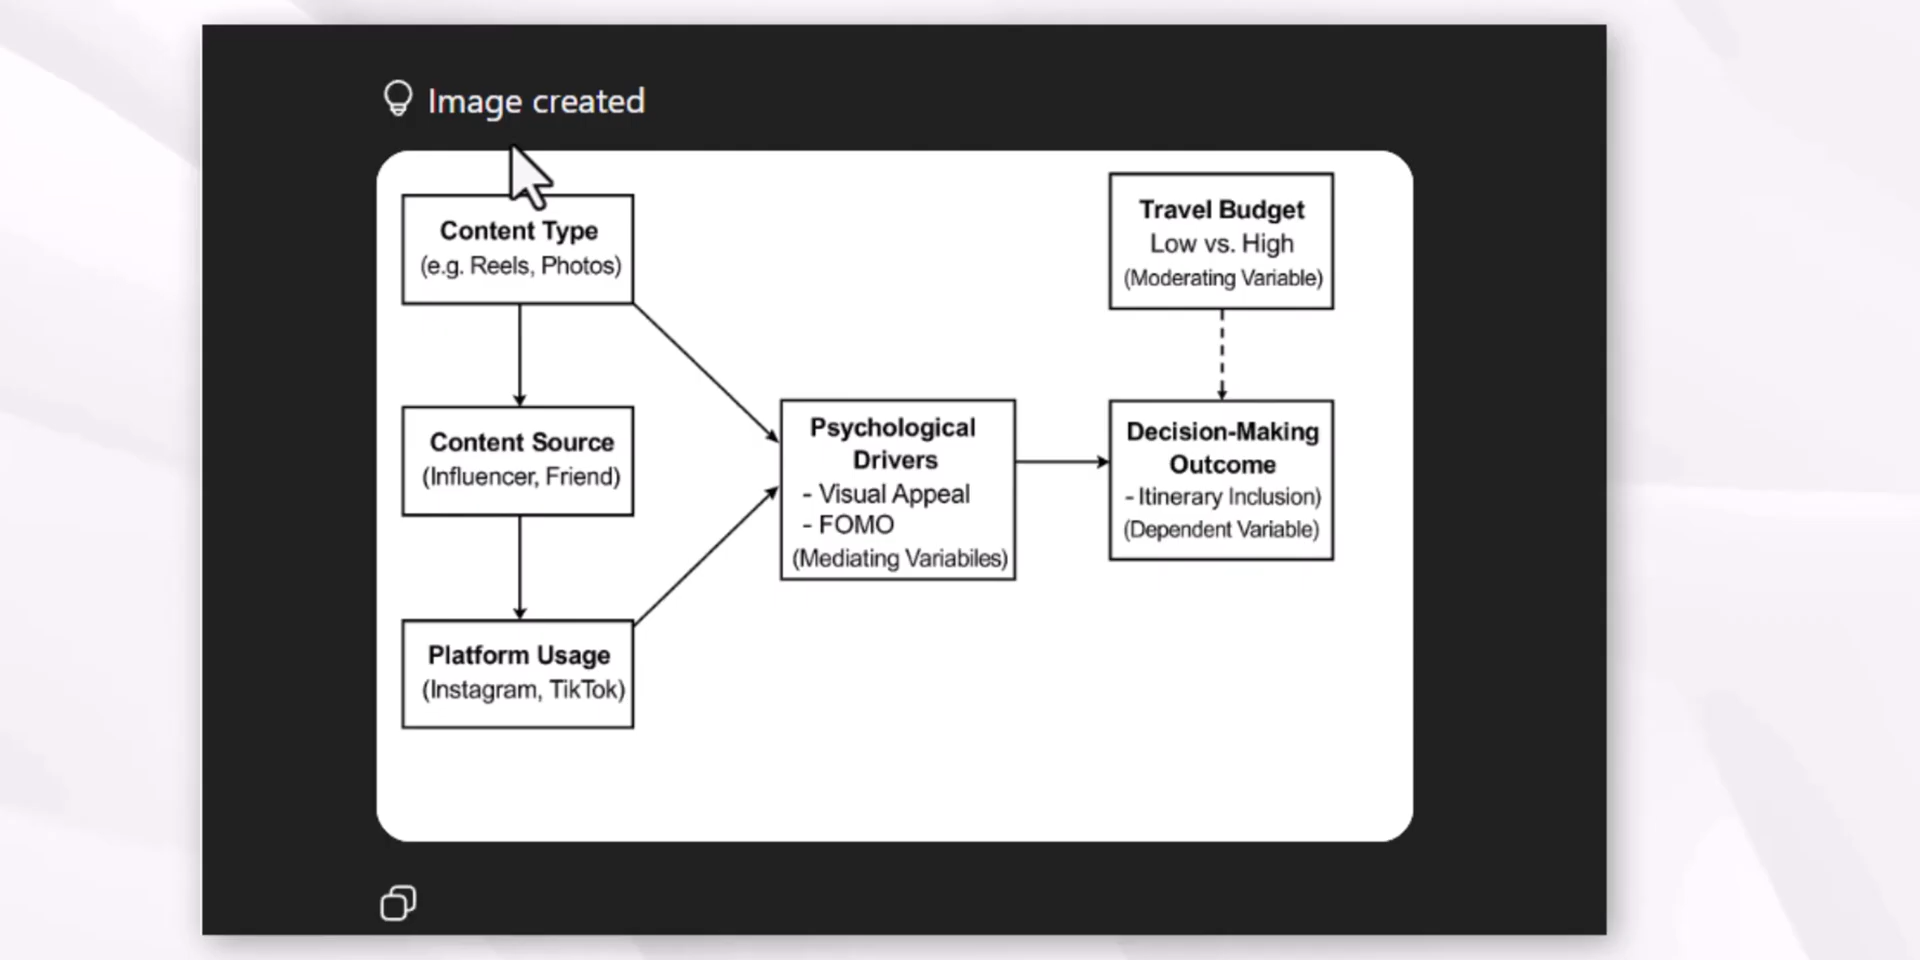 Image created
Content Type
(e.g. Reels, Photos)
Content Source
(Influencer, Friend)
Platform Usage
(Instagram, TikTok)
Psychological
Drivers
- Visual Appeal
- FOMO
(Mediating Variabiles)
Travel Budget
Low vs. High
(Moderating Variable)
Decision-Making
Outcome
- Itinerary Inclusion)
(Dependent Variable)